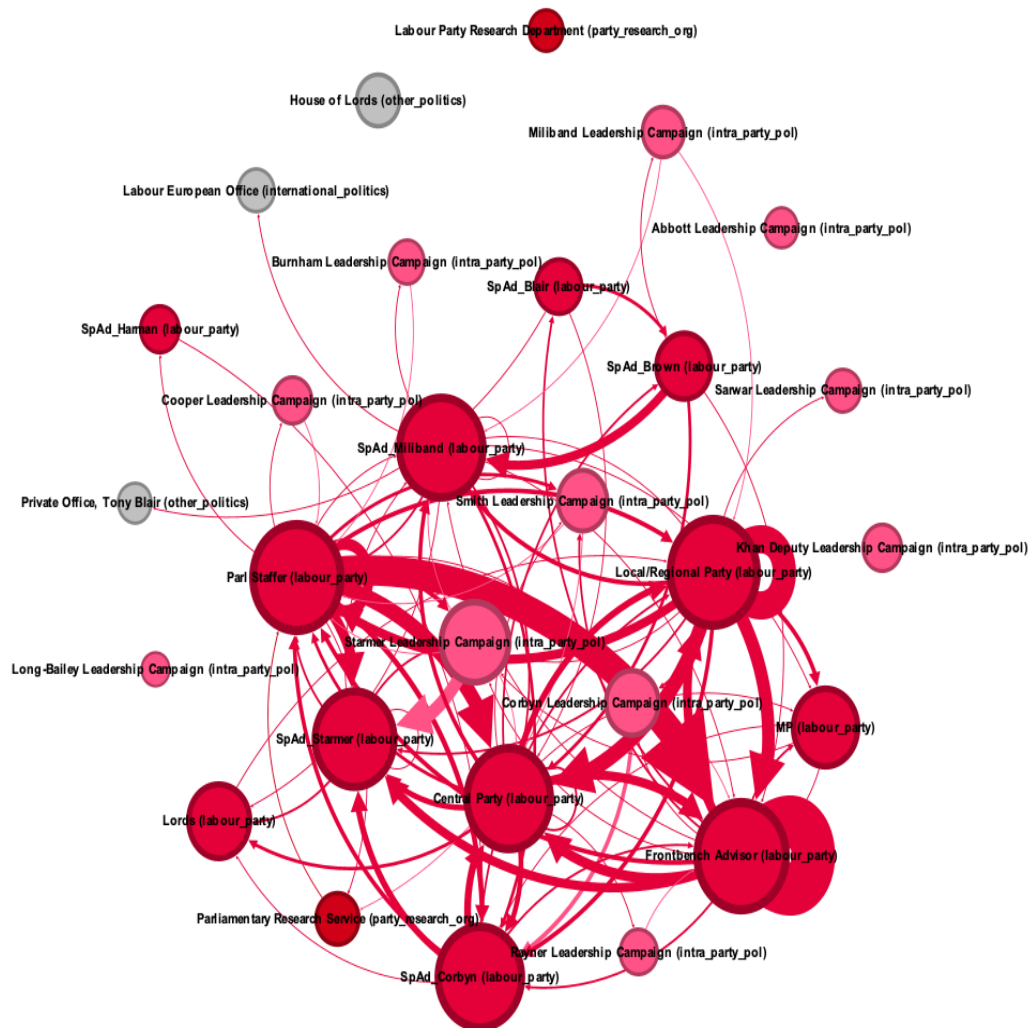 Labour Party Research Department (party_research_org)
House of Lords (other_politics)
Miliband Leadership Campaign (intra_party_pol)
Labour European Office (international_politics)
Abbott Leadership Campaign (intra_party_pol)
Burnham Leadership Campaign (intra_party_pol)
SpAd_Blair (labour_party)
SpAd_Harman (labour_party)
SpAd_Brown (labour_party)
Sarwar Leadership Campaign (intra_party_pol)
Cooper Leadership Campaign (intra_party_pol)
SpAd_Miliband (labour_party)
Private Office, Tony Blair (other_politics)
Smith Leadership Campaign (intra_party_pol)
Khan Deputy Leadership Campaign (intra_party_pol)
Parl Staffer (labour_party)
Local/Regional Party (labour_party)
Starmer Leadership Campaign (intra_party_pol)
Long-Bailey Leadership Campaign (intra_party_pol)
Corbyn Leadership Campaign (intra_party_pol)
MP (labour_party)
SpAd_Starmer (labour_party)
Central Party (labour_party)
Lords (labour_party)
Frontbench Advisor (labour_party)
Parliamentary Research Service (party_research_org)
Rayner Leadership Campaign (intra_party_pol)
SpAd_Corbyn (labour_party)